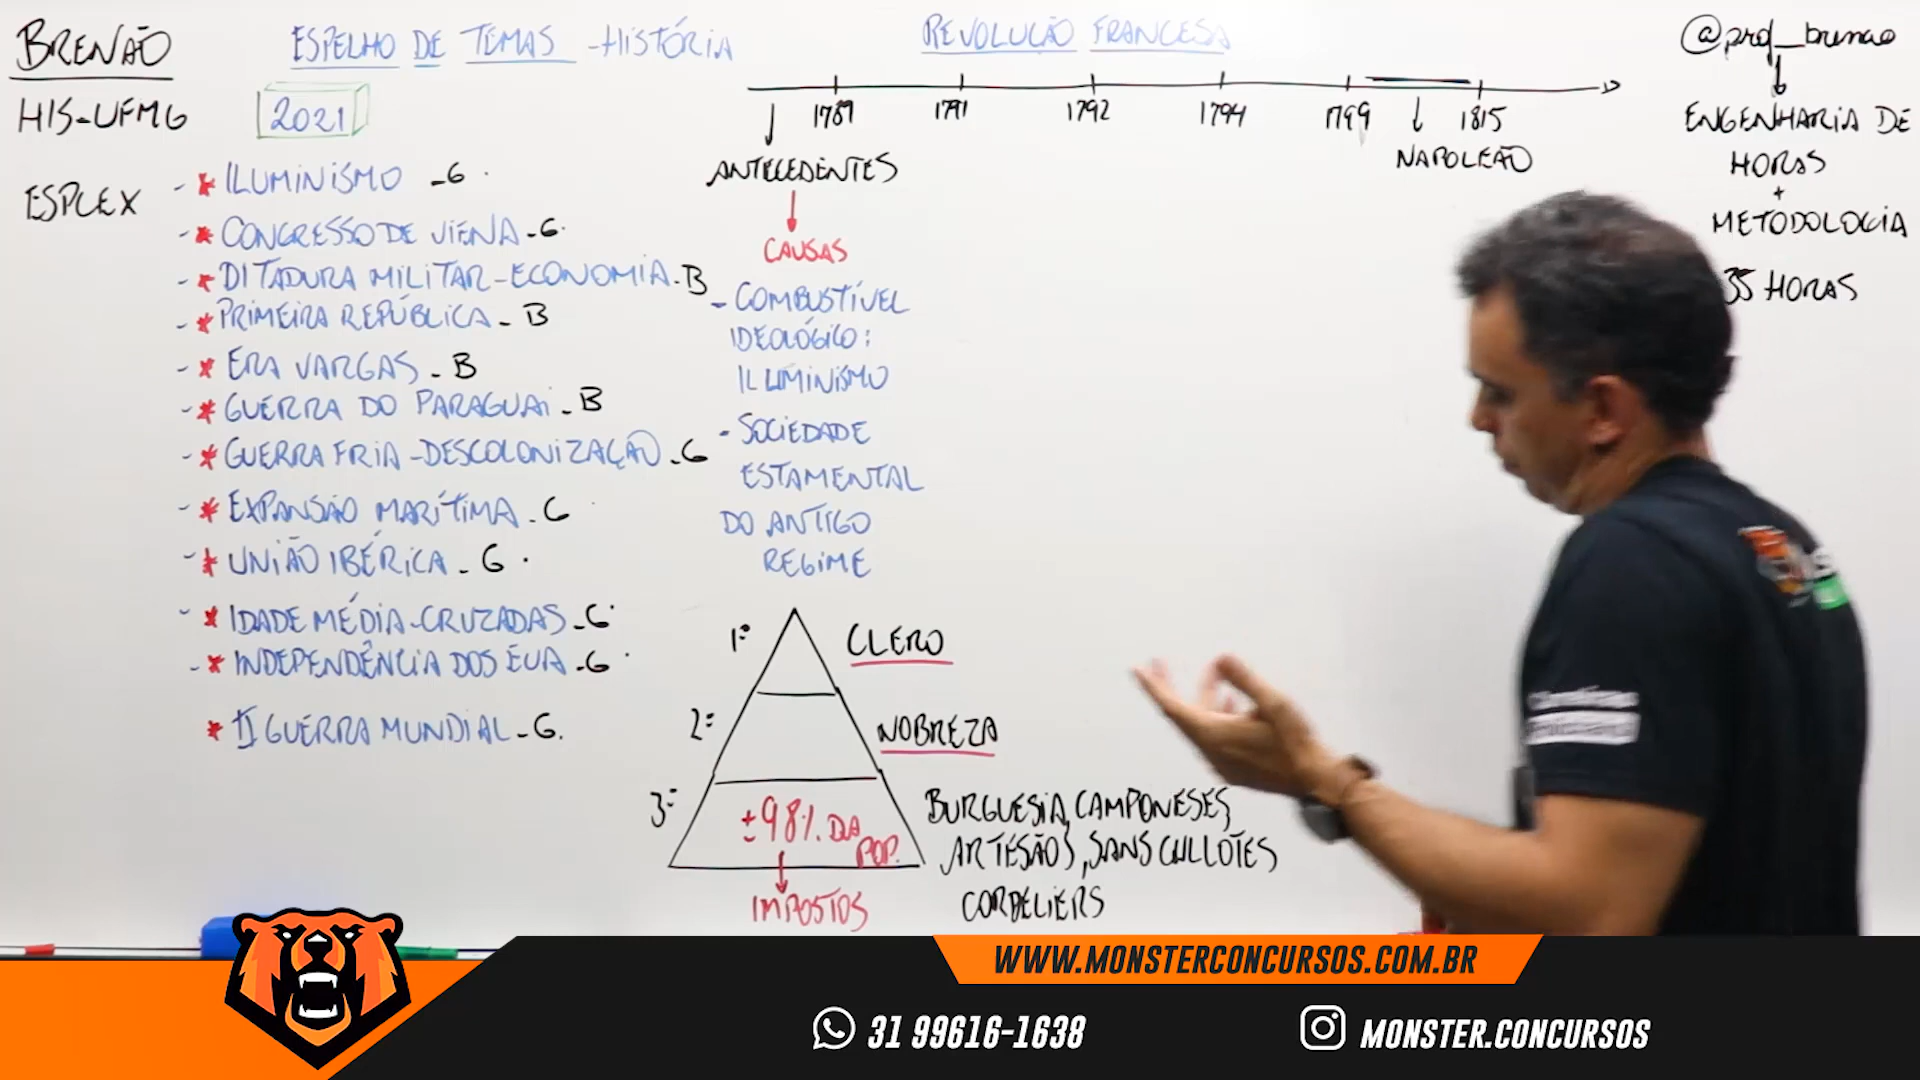 BRENÃO
HIS-UFMG
ESPCEX
ESPELHO DE TEMAS - HISTÓRIA
2021
- * ILUMINISMO - G
- * CONGRESSO DE VIENA - G
- * DITADURA MILITAR - ECONOMIA - B
- * PRIMEIRA REPÚBLICA - B
- * ERA VARGAS - B
- * GUERRA DO PARAGUAI - B
- * GUERRA FRIA - DESCOLONIZAÇÃO - G
- * EXPANSÃO MARÍTIMA - G
- * UNIÃO IBÉRICA - G
- * IDADE MÉDIA - CRUZADAS - G
- * INDEPENDÊNCIA DOS EUA - G
* II GUERRA MUNDIAL - G.
REVOLUÇÃO FRANCESA
1789 1791 1792 1794 1799 1815
ANTECEDENTES
NAPOLEÃO
CAUSAS
- COMBUSTÍVEL
IDEOLÓGICO:
ILUMINISMO
- SOCIEDADE
ESTAMENTAL
DO ANTIGO
REGIME
1º CLERO
2º NOBREZA
3º ±98% DA
POP.
IMPOSTOS
BURGUESIA, CAMPONESES,
ARTESÃOS, SANS CULLOTES
CORDELIERS
@prof_brenao
ENGENHARIA DE
HORAS
+
METODOLOGIA
35 HORAS
WWW.MONSTERCONCURSOS.COM.BR
31 99616-1638
MONSTER.CONCURSOS